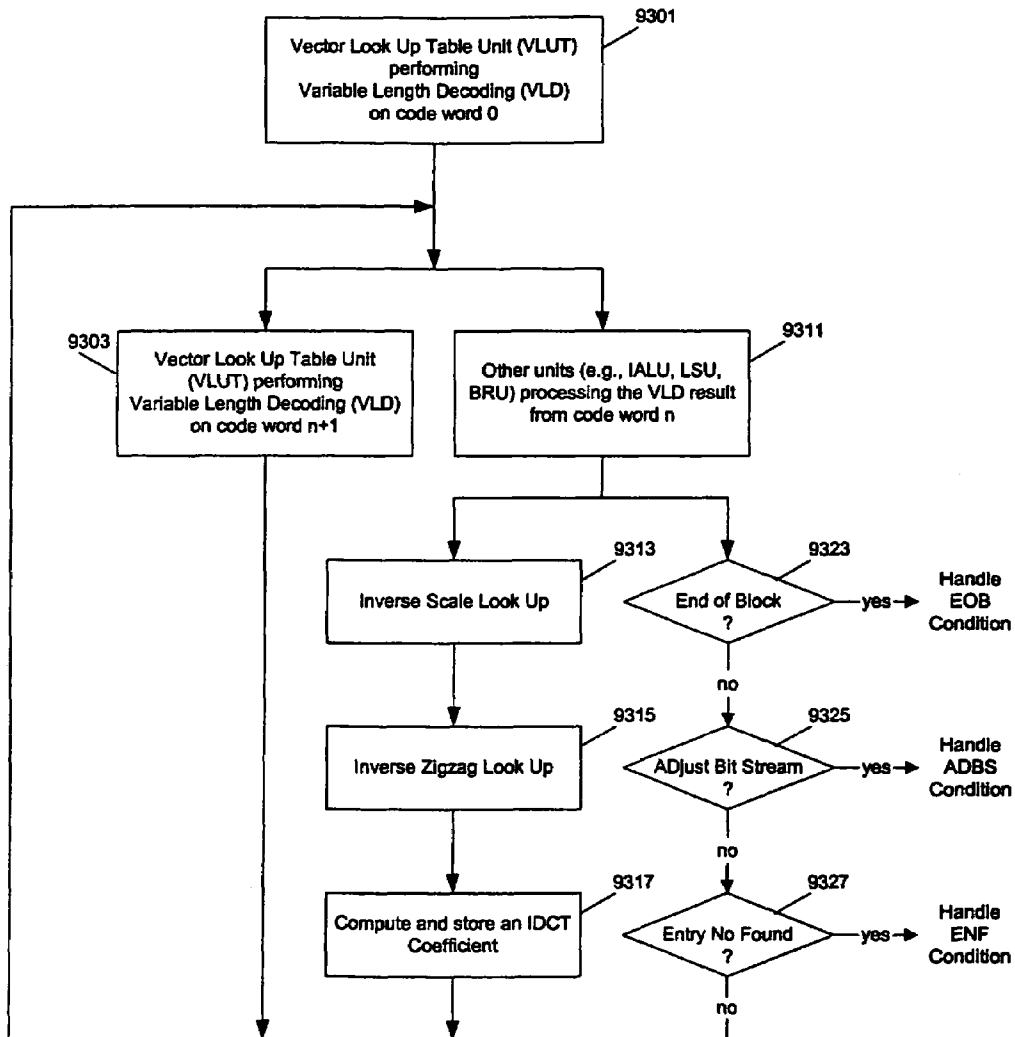 9301
Vector Look Up Table Unit (VLUT)
performing
Variable Length Decoding (VLD)
on code word 0
9303
Vector Look Up Table Unit
(VLUT) performing
Variable Length Decoding (VLD)
on code word n+1
9311
Other units (e.g., IALU, LSU,
BRU) processing the VLD result
from code word n
9313
Inverse Scale Look Up
9323
End of Block
?
yes
Handle
EOB
Condition
no
9315
Inverse Zigzag Look Up
9325
ADjust Bit Stream
?
yes
Handle
ADBS
Condition
no
9317
Compute and store an IDCT
Coefficient
9327
Entry No Found
?
yes
Handle
ENF
Condition
no